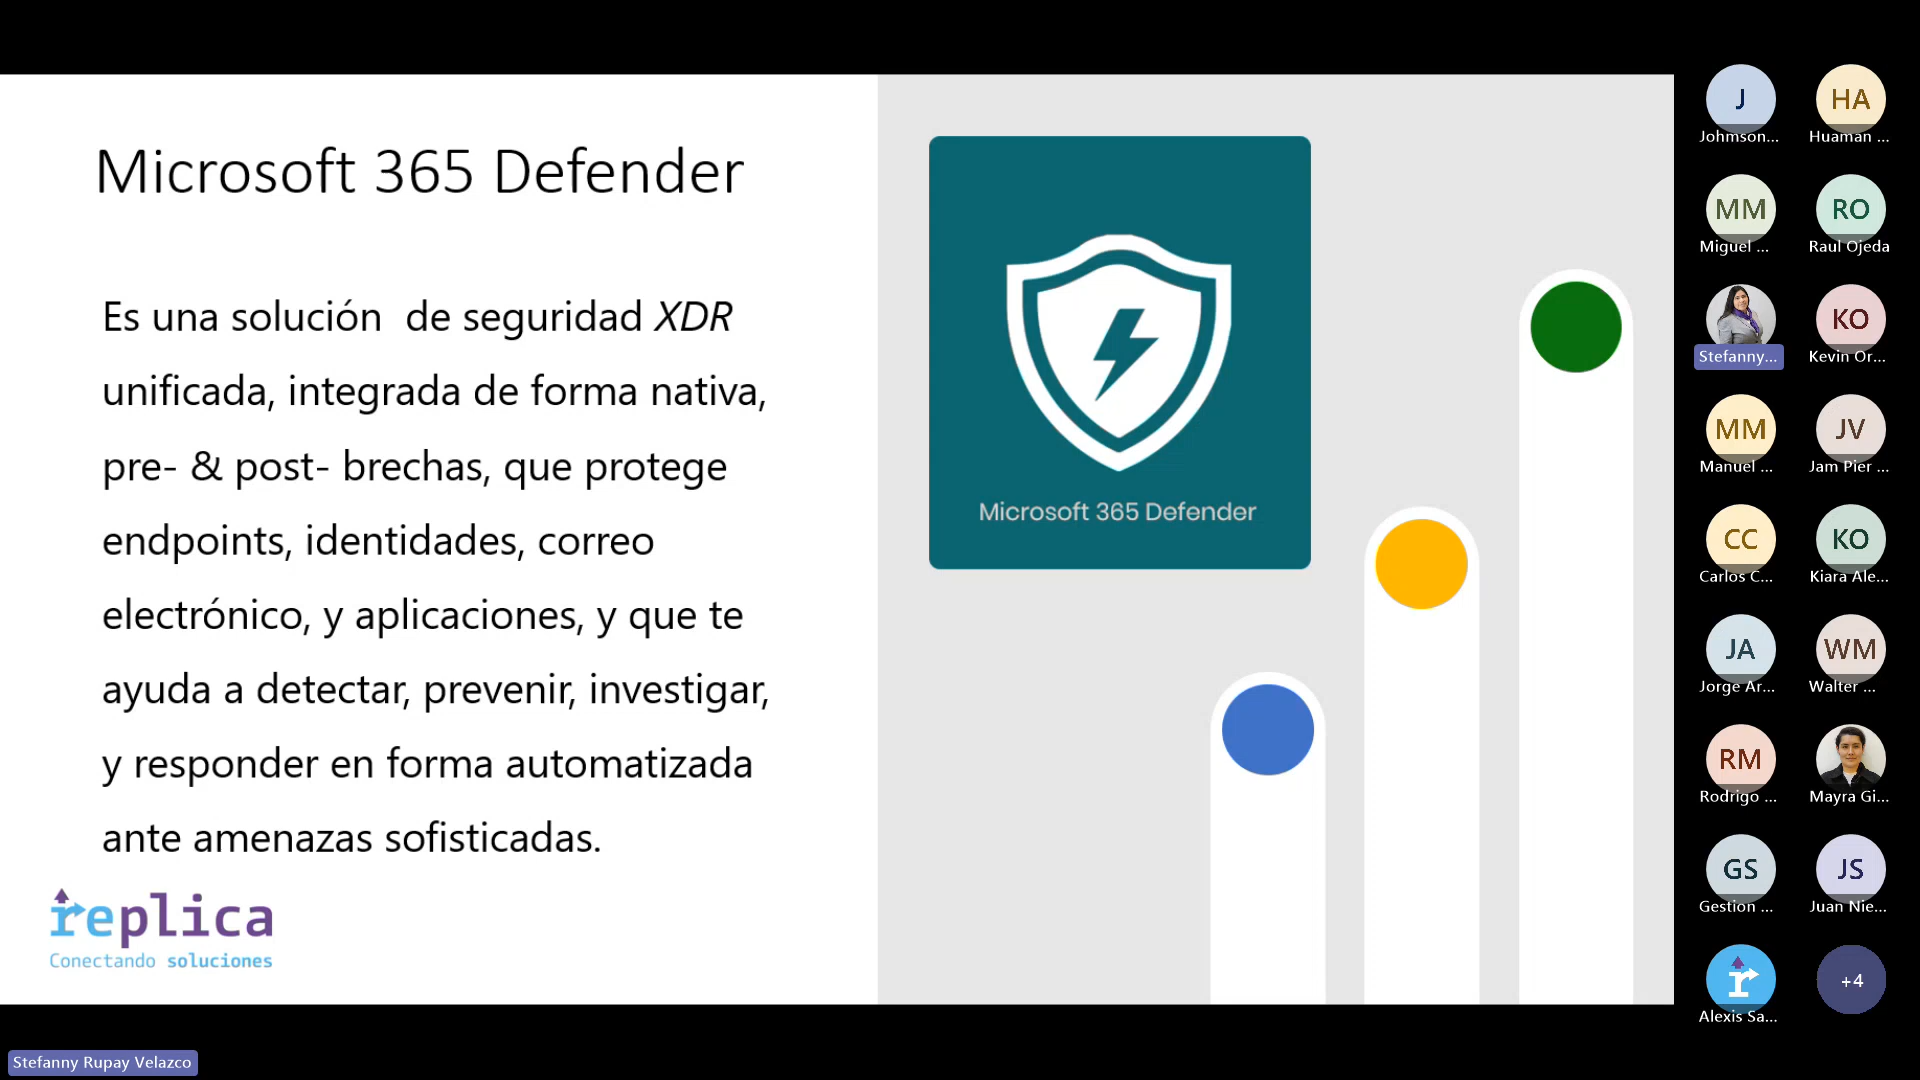 Microsoft 365 Defender
Es una solución de seguridad XDR
unificada, integrada de forma nativa,
pre- & post- brechas, que protege
endpoints, identidades, correo
electrónico, y aplicaciones, y que te
ayuda a detectar, prevenir, investigar,
y responder en forma automatizada
ante amenazas sofisticadas.
replica
Conectando soluciones
Microsoft 365 Defender
J
Johmson...
HA
Huaman ...
MM
Miguel ...
RO
Raul Ojeda
Stefanny...
KO
Kevin Or...
MM
Manuel ...
JV
Jam Pier ...
CC
Carlos C...
KO
Kiara Ale...
JA
Jorge Ar...
WM
Walter ...
RM
Rodrigo ...
Mayra Gi...
GS
Gestion ...
JS
Juan Nie...
r
Alexis Sa...
+4
Stefanny Rupay Velazco